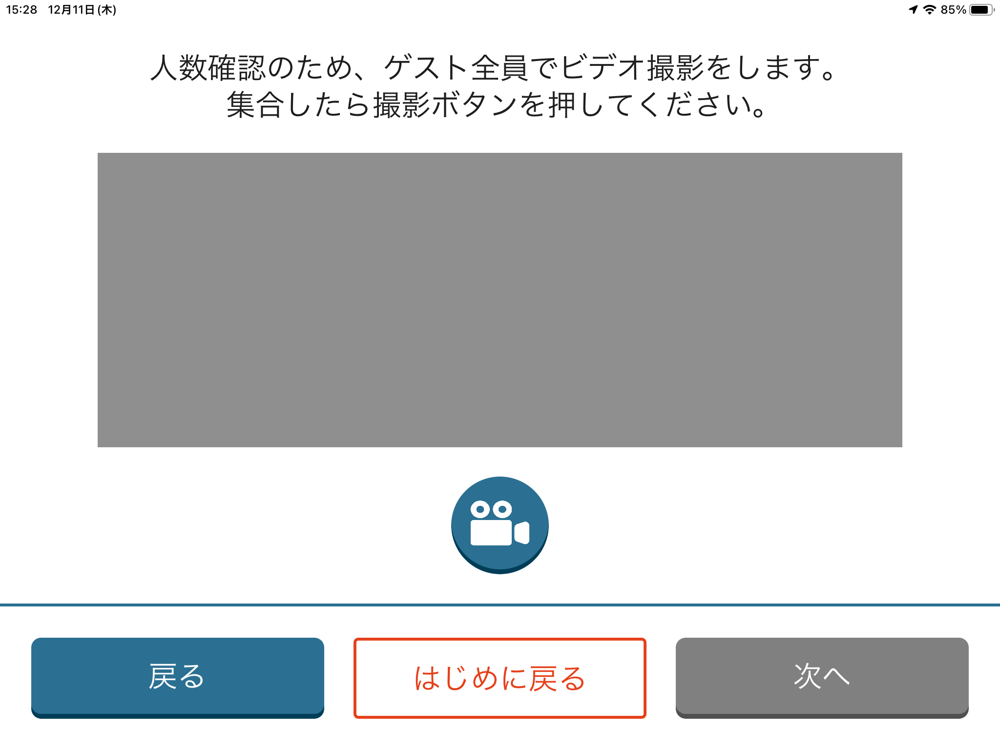 15:28 12月11日(木) 85%
人数確認のため、ゲスト全員でビデオ撮影をします。
集合したら撮影ボタンを押してください。
戻る
はじめに戻る
次へ